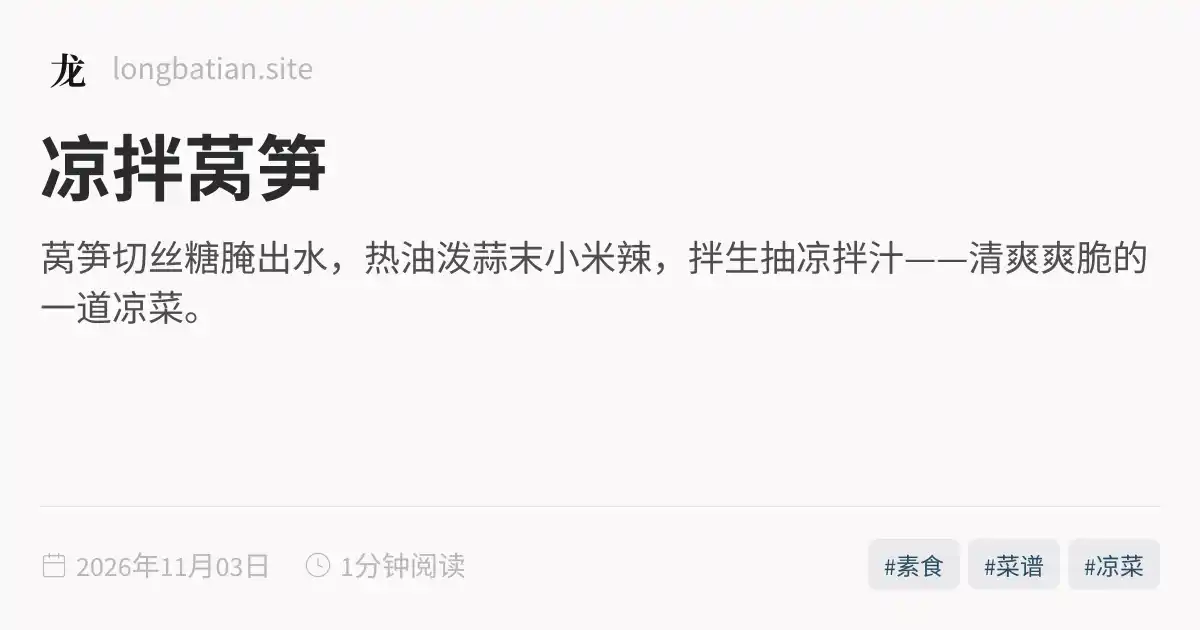 龙 longbatian.site
凉拌莴笋
莴笋切丝糖腌出水，热油泼蒜末小米辣，拌生抽凉拌汁——清爽爽脆的
一道凉菜。
2026年11月03日 1分钟阅读 #素食 #菜谱 #凉菜